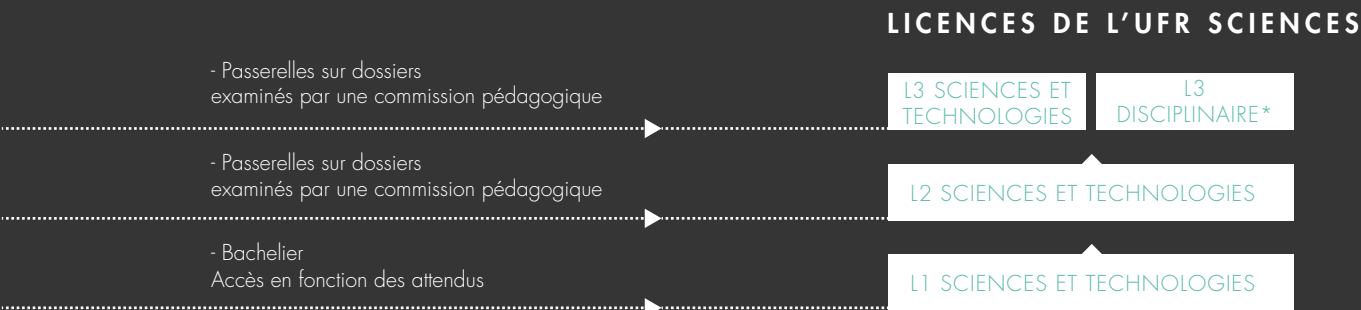 LICENCES DE L'UFR SCIENCES
- Passerelles sur dossiers
examinés par une commission pédagogique
L3 SCIENCES ET
TECHNOLOGIES
L3
DISCIPLINAIRE*
- Passerelles sur dossiers
examinés par une commission pédagogique
L2 SCIENCES ET TECHNOLOGIES
- Bachelier
Accès en fonction des attendus
L1 SCIENCES ET TECHNOLOGIES